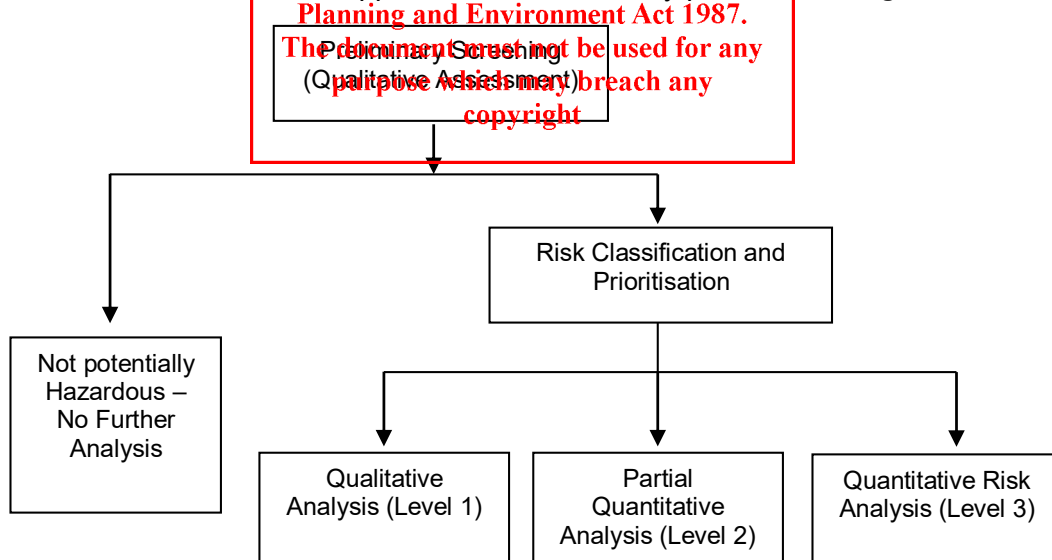 Planning and Environment Act 1987.
The document must not be used for any
purpose which may breach any
copyright
Preliminary Screening
(Qualitative Assessment)
Risk Classification and
Prioritisation
Not potentially
Hazardous –
No Further
Analysis
Qualitative
Analysis (Level 1)
Partial
Quantitative
Analysis (Level 2)
Quantitative Risk
Analysis (Level 3)